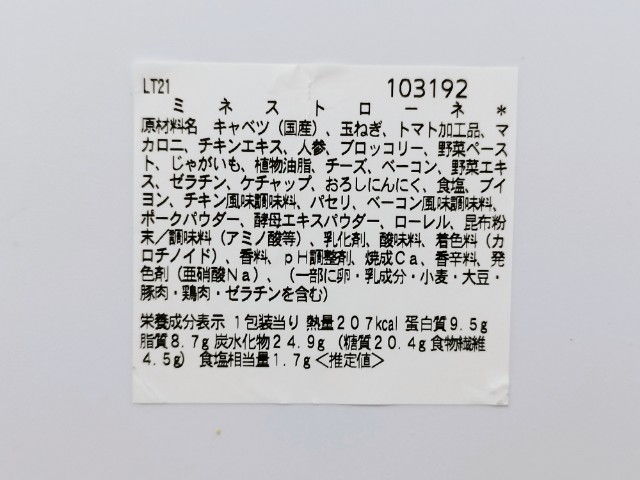 LT21 103192
ミネストローネ*
原材料名 キャベツ(国産)、玉ねぎ、トマト加工品、マ
カロニ、チキンエキス、人参、ブロッコリー、野菜ペース
ト、じゃがいも、植物油脂、チーズ、ベーコン、野菜エキ
ス、ゼラチン、ケチャップ、おろしにんにく、食塩、ブイ
ヨン、チキン風味調味料、パセリ、ベーコン風味調味料、
ポークパウダー、酵母エキスパウダー、ローレル、昆布粉
末/調味料(アミノ酸等)、乳化剤、酸味料、着色料(カ
ロチノイド)、香料、pH調整剤、焼成Ca、香辛料、発
色剤(亜硝酸Na)、(一部に卵・乳成分・小麦・大豆・
豚肉・鶏肉・ゼラチンを含む)
栄養成分表示 1包装当り 熱量207kcal 蛋白質9.5g
脂質8.7g 炭水化物24.9g (糖質20.4g 食物繊維
4.5g) 食塩相当量1.7g<推定値>